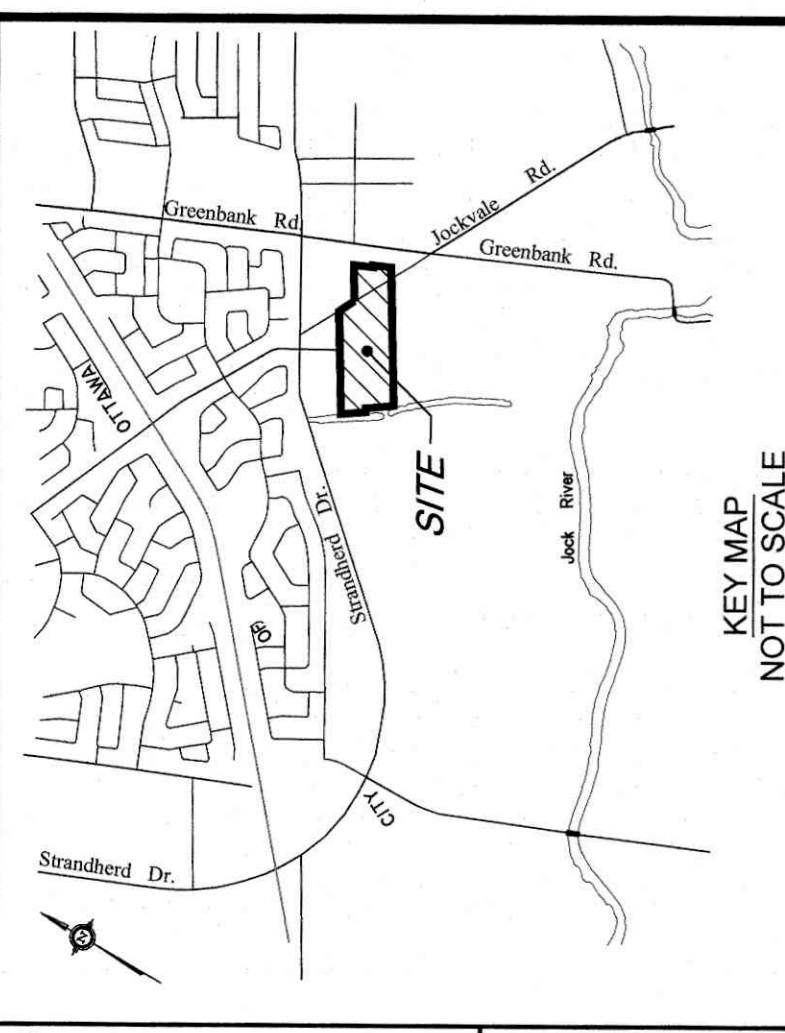 Greenbank Rd.
Jockvale Rd.
Greenbank Rd.
OTTAWA
SITE
Strandherd Dr.
Jock River
OF
CITY
Strandherd Dr.
N
KEY MAP
NOT TO SCALE